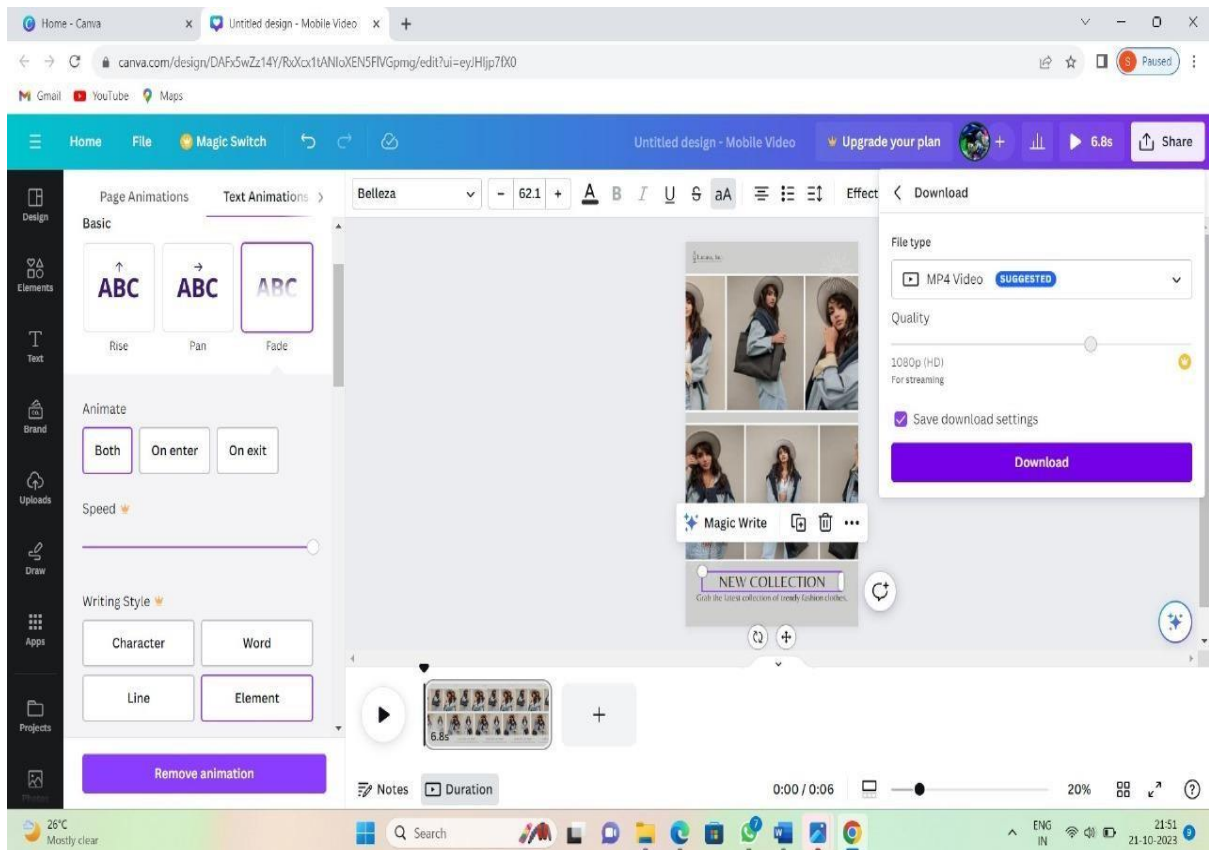 Home - Canva
Untitled design - Mobile Video
canva.com/design/DAFx5wZz14Y/RxXcx1tANIoXEN5FlVGpmg/edit?ui=eyJHIjp7fX0
S Paused
Gmail YouTube Maps
Home File Magic Switch
Untitled design - Mobile Video Upgrade your plan 6.8s Share
Design
Elements
Text
Brand
Uploads
Draw
Apps
Projects
Photos
Page Animations Text Animations
Basic
ABC ABC ABC
Rise Pan Fade
Animate
Both On enter On exit
Speed
Writing Style
Character Word
Line Element
Remove animation
Belleza - 62.1 + A B I U S aA Effect
NEW COLLECTION
Grab the latest collection of trendy fashion clothes.
Magic Write
Download
File type
MP4 Video SUGGESTED
Quality
1080p (HD)
For streaming
Save download settings
Download
6.8s
Notes Duration 0:00 / 0:06 20%
26°C
Mostly clear
Search
ENG
IN
21:51
21-10-2023